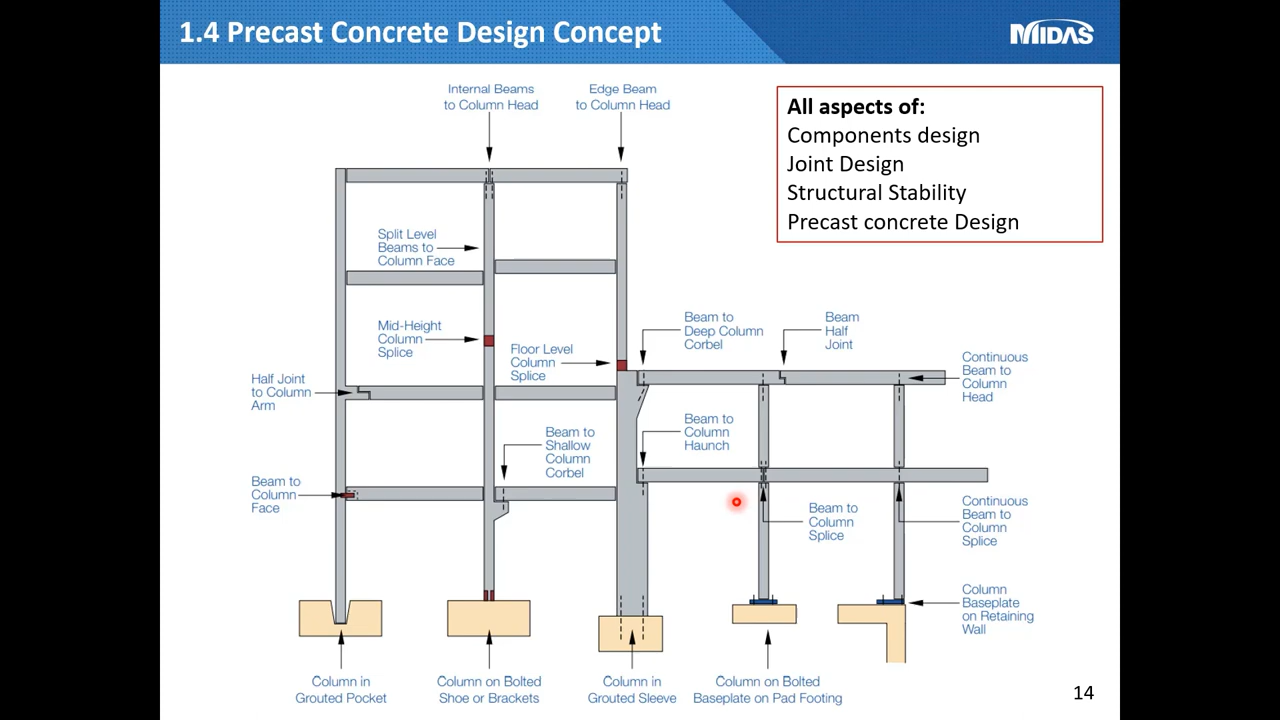 1.4 Precast Concrete Design Concept
MIDAS
Internal Beams
to Column Head
Edge Beam
to Column Head
All aspects of:
Components design
Joint Design
Structural Stability
Precast concrete Design
Split Level
Beams to
Column Face
Mid-Height
Column
Splice
Floor Level
Column
Splice
Beam to
Deep Column
Corbel
Beam
Half
Joint
Continuous
Beam to
Column
Head
Half Joint
to Column
Arm
Beam to
Shallow
Column
Corbel
Beam to
Column
Haunch
Beam to
Column
Face
Beam to
Column
Splice
Continuous
Beam to
Column
Splice
Column
Baseplate
on Retaining
Wall
Column in
Grouted Pocket
Column on Bolted
Shoe or Brackets
Column in
Grouted Sleeve
Column on Bolted
Baseplate on Pad Footing
14